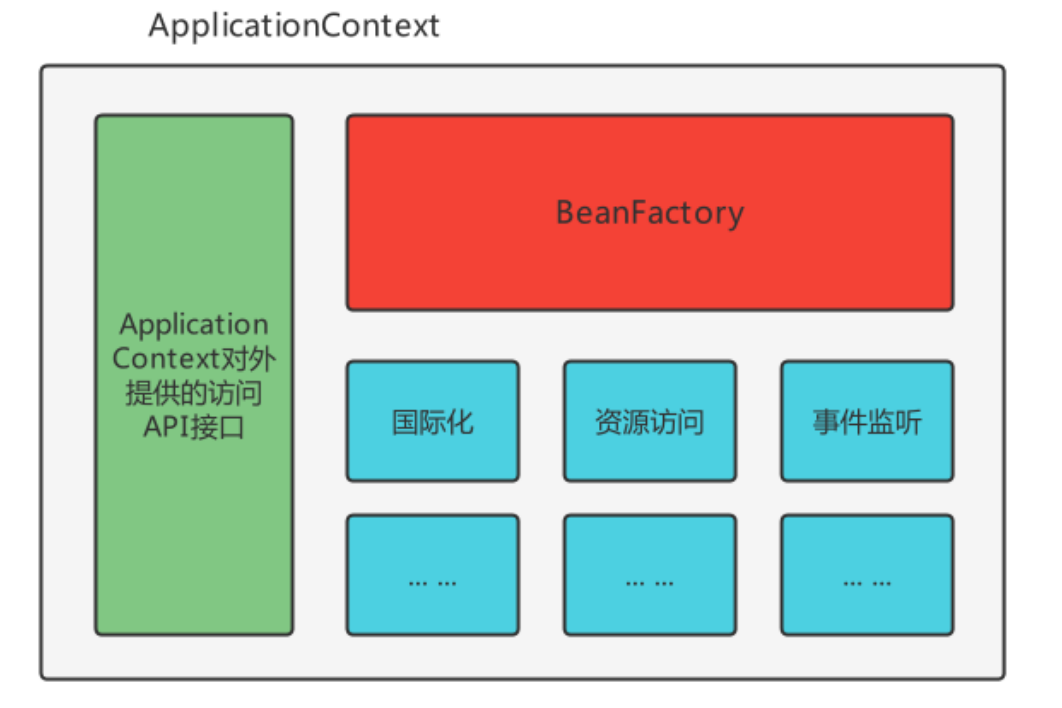 ApplicationContext
Application
Context对外
提供的访问
API接口
BeanFactory
国际化
资源访问
事件监听
... ...
... ...
... ...